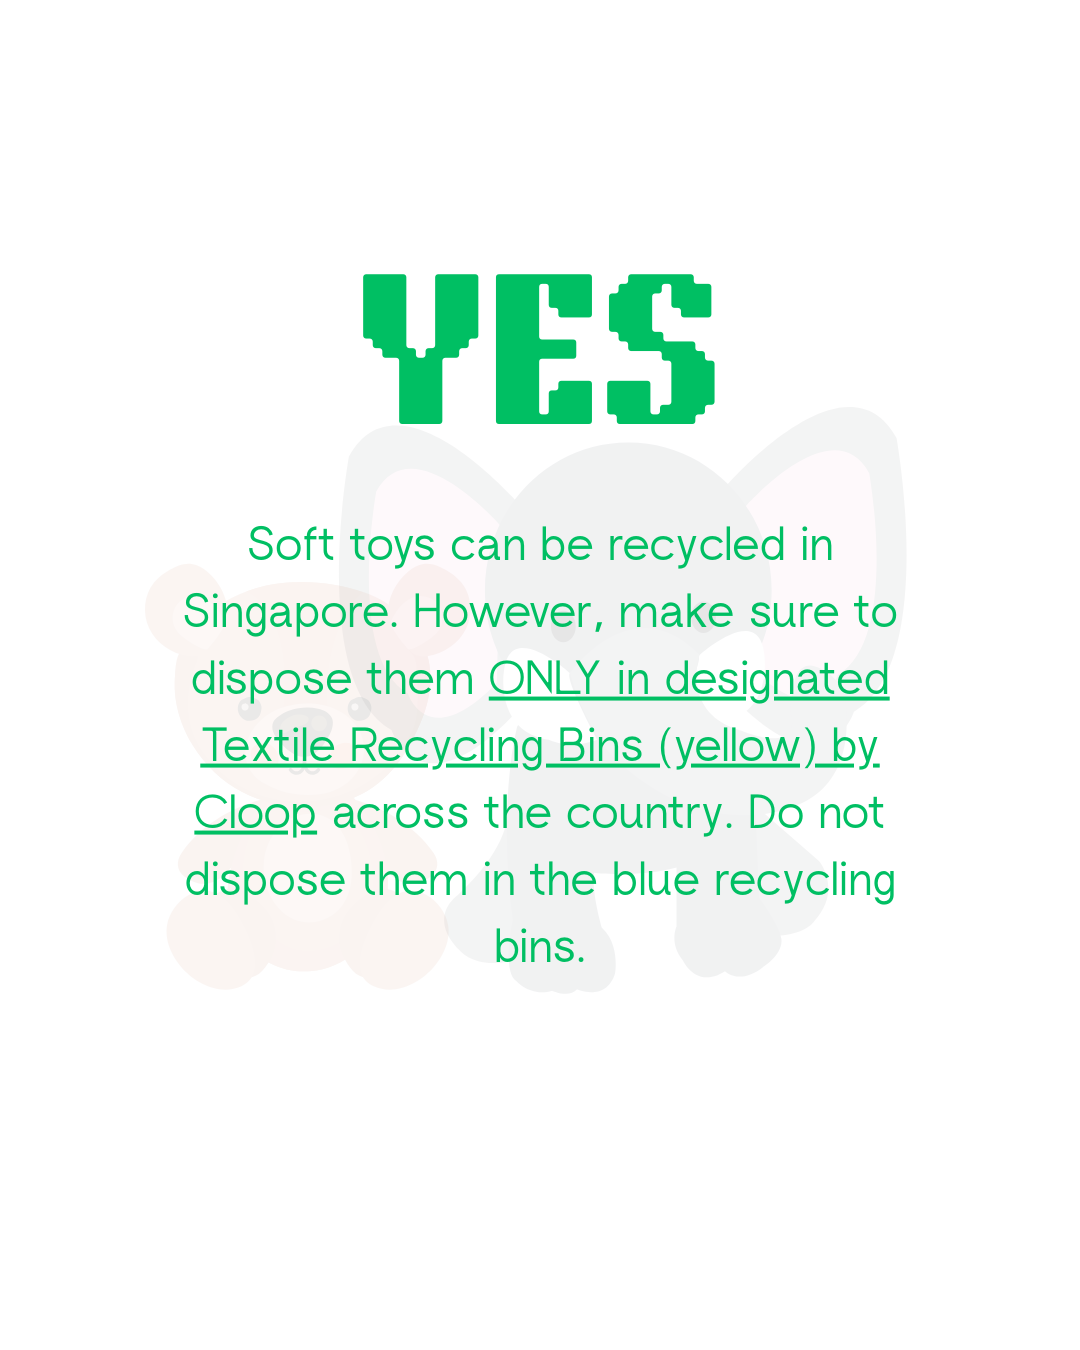 YES
Soft toys can be recycled in
Singapore. However, make sure to
dispose them ONLY in designated
Textile Recycling Bins (yellow) by
Cloop across the country. Do not
dispose them in the blue recycling
bins.